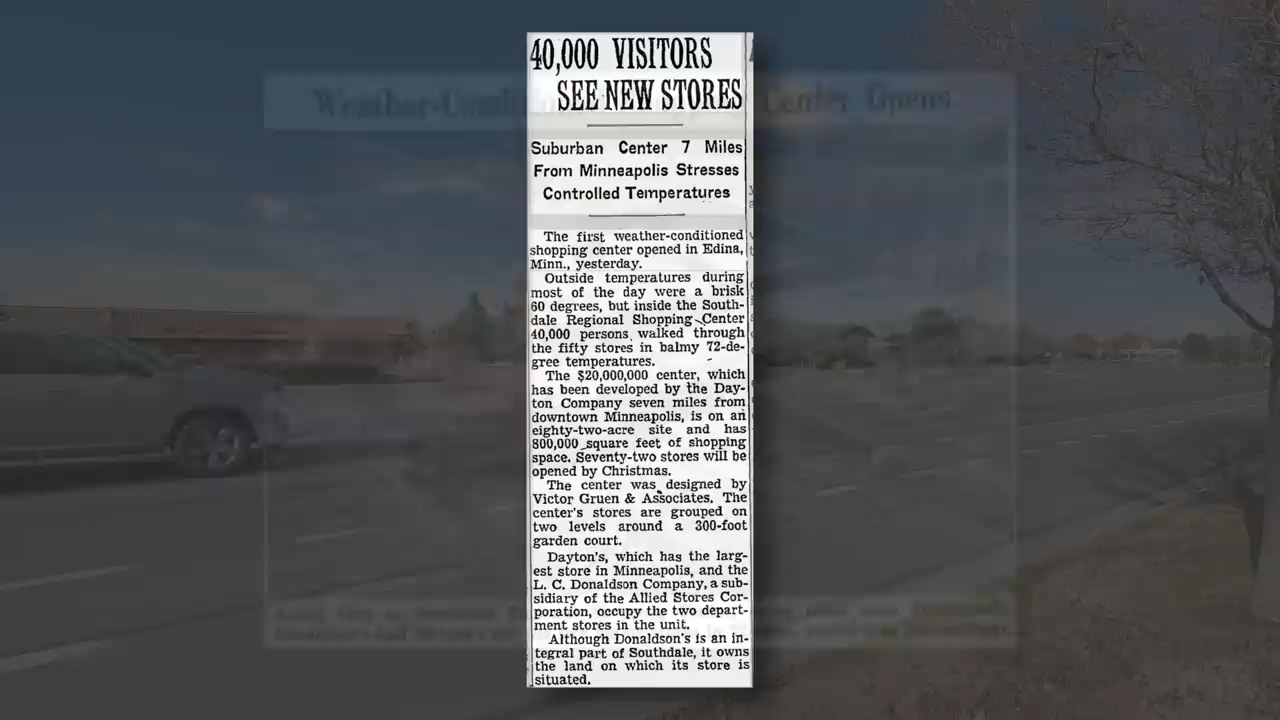 40,000 VISITORS
SEE NEW STORES
Suburban Center 7 Miles
From Minneapolis Stresses
Controlled Temperatures
The first weather-conditioned
shopping center opened in Edina,
Minn., yesterday.
Outside temperatures during
most of the day were a brisk
60 degrees, but inside the South-
dale Regional Shopping Center
40,000 persons walked through
the fifty stores in balmy 72-de-
gree temperatures.
The $20,000,000 center, which
has been developed by the Day-
ton Company seven miles from
downtown Minneapolis, is on an
eighty-two-acre site and has
800,000 square feet of shopping
space. Seventy-two stores will be
opened by Christmas.
The center was designed by
Victor Gruen & Associates. The
center's stores are grouped on
two levels around a 300-foot
garden court.
Dayton's, which has the larg-
est store in Minneapolis, and the
L. C. Donaldson Company, a sub-
sidiary of the Allied Stores Cor-
poration, occupy the two depart-
ment stores in the unit.
Although Donaldson's is an in-
tegral part of Southdale, it owns
the land on which its store is
situated.
Center Opens